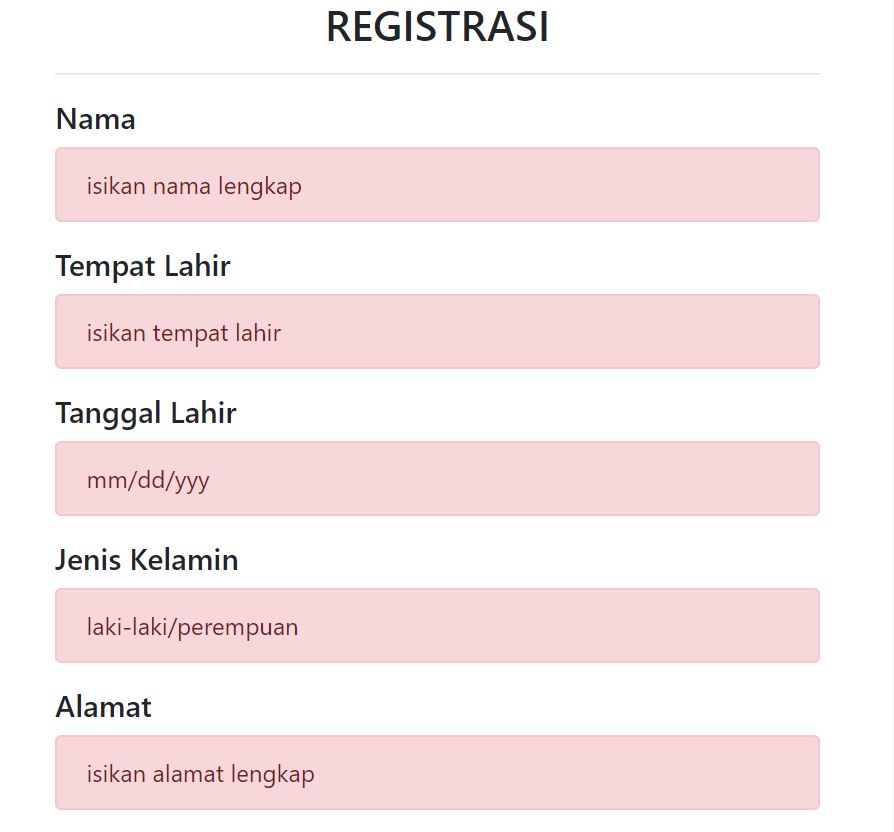 REGISTRASI
Nama
isikan nama lengkap
Tempat Lahir
isikan tempat lahir
Tanggal Lahir
mm/dd/yyy
Jenis Kelamin
laki-laki/perempuan
Alamat
isikan alamat lengkap